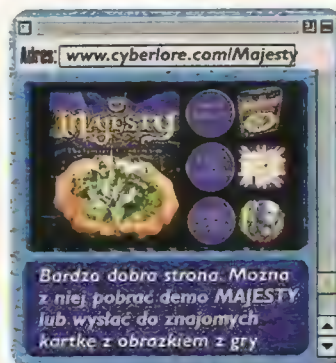 Adres: www.cyberlore.com/Majesty
MAJESTY
Bardzo dobra strona. Można
z niej pobrać demo MAJESTY
lub wysłać do znajomych
kartkę z obrazkiem z gry